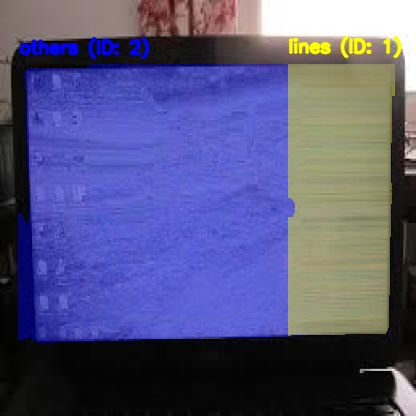 others (ID: 2)
lines (ID: 1)